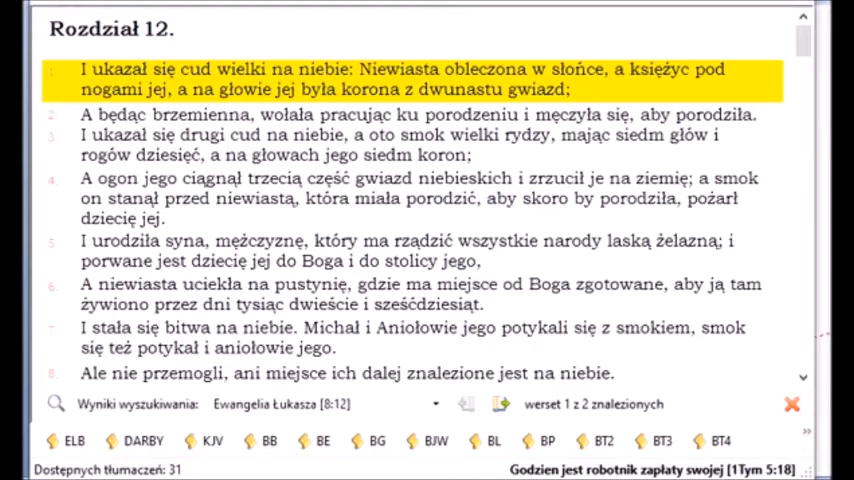 Rozdział 12.
1. I ukazał się cud wielki na niebie: Niewiasta obleczona w słońce, a księżyc pod
nogami jej, a na głowie jej była korona z dwunastu gwiazd;
2. A będąc brzemienna, wołała pracując ku porodzeniu i męczyła się, aby porodziła.
3. I ukazał się drugi cud na niebie, a oto smok wielki rydzy, mając siedm głów i
rogów dziesięć, a na głowach jego siedm koron;
4. A ogon jego ciągnął trzecią część gwiazd niebieskich i zrzucił je na ziemię; a smok
on stanął przed niewiastą, która miała porodzić, aby skoro by porodziła, pożarł
dziecię jej.
5. I urodziła syna, mężczyznę, który ma rządzić wszystkie narody laską żelazną; i
porwane jest dziecię jej do Boga i do stolicy jego,
6. A niewiasta uciekła na pustynię, gdzie ma miejsce od Boga zgotowane, aby ją tam
żywiono przez dni tysiąc dwieście i sześćdziesiąt.
7. I stała się bitwa na niebie. Michał i Aniołowie jego potykali się z smokiem, smok
się też potykał i aniołowie jego.
8. Ale nie przemogli, ani miejsce ich dalej znalezione jest na niebie.
Wyniki wyszukiwania: Ewangelia Łukasza [8:12] werset 1 z 2 znalezionych
ELB DARBY KJV BB BE BG BJW BL BP BT2 BT3 BT4
Dostępnych tłumaczeń: 31 Godzien jest robotnik zapłaty swojej [1Tym 5:18]